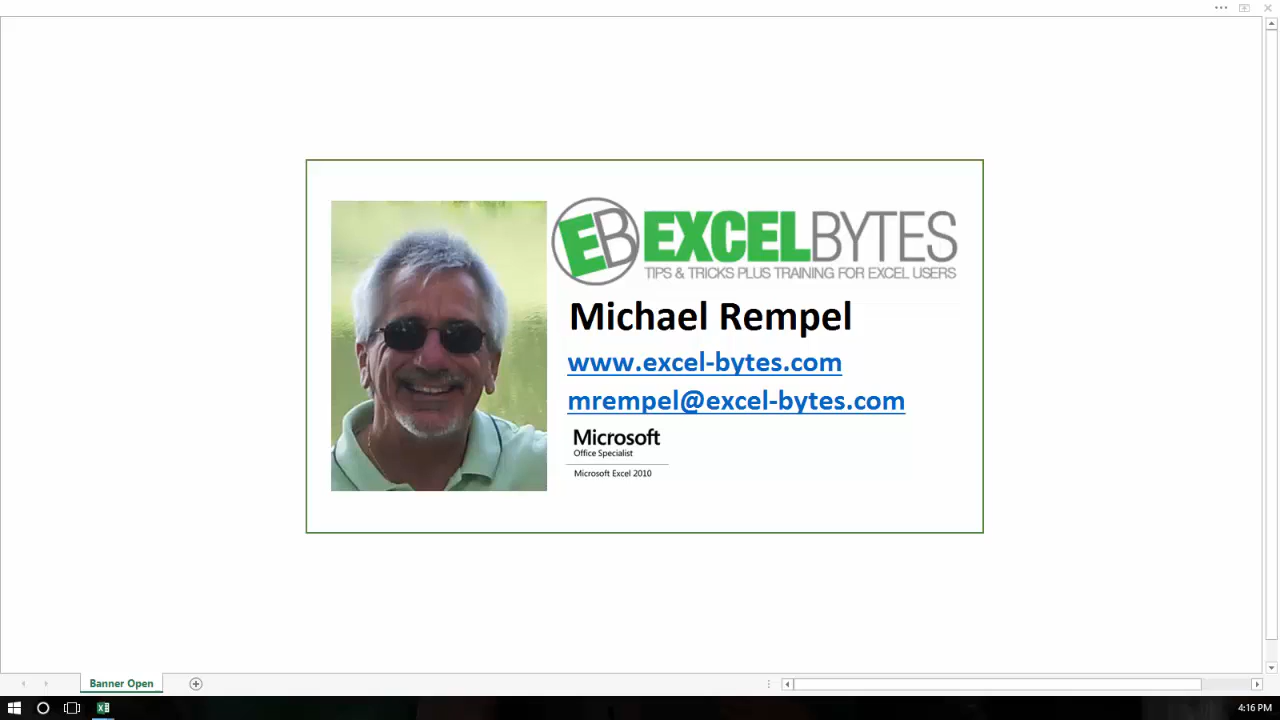 EB EXCELBYTES
TIPS & TRICKS PLUS TRAINING FOR EXCEL USERS
Michael Rempel
www.excel-bytes.com
mrempel@excel-bytes.com
Microsoft
Office Specialist
Microsoft Excel 2010
Banner Open
4:16 PM